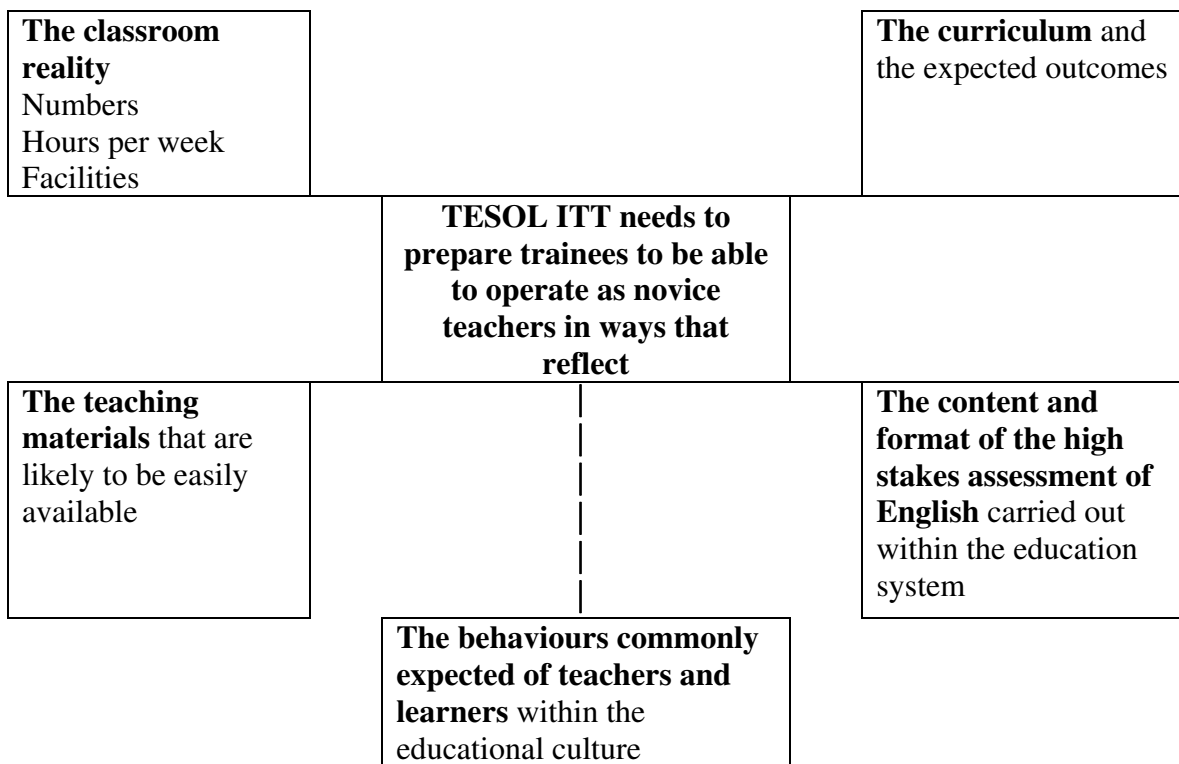 The classroom
reality
Numbers
Hours per week
Facilities
The curriculum and
the expected outcomes
TESOL ITT needs to
prepare trainees to be able
to operate as novice
teachers in ways that
reflect
The teaching
materials that are
likely to be easily
available
The content and
format of the high
stakes assessment of
English carried out
within the education
system
The behaviours commonly
expected of teachers and
learners within the
educational culture